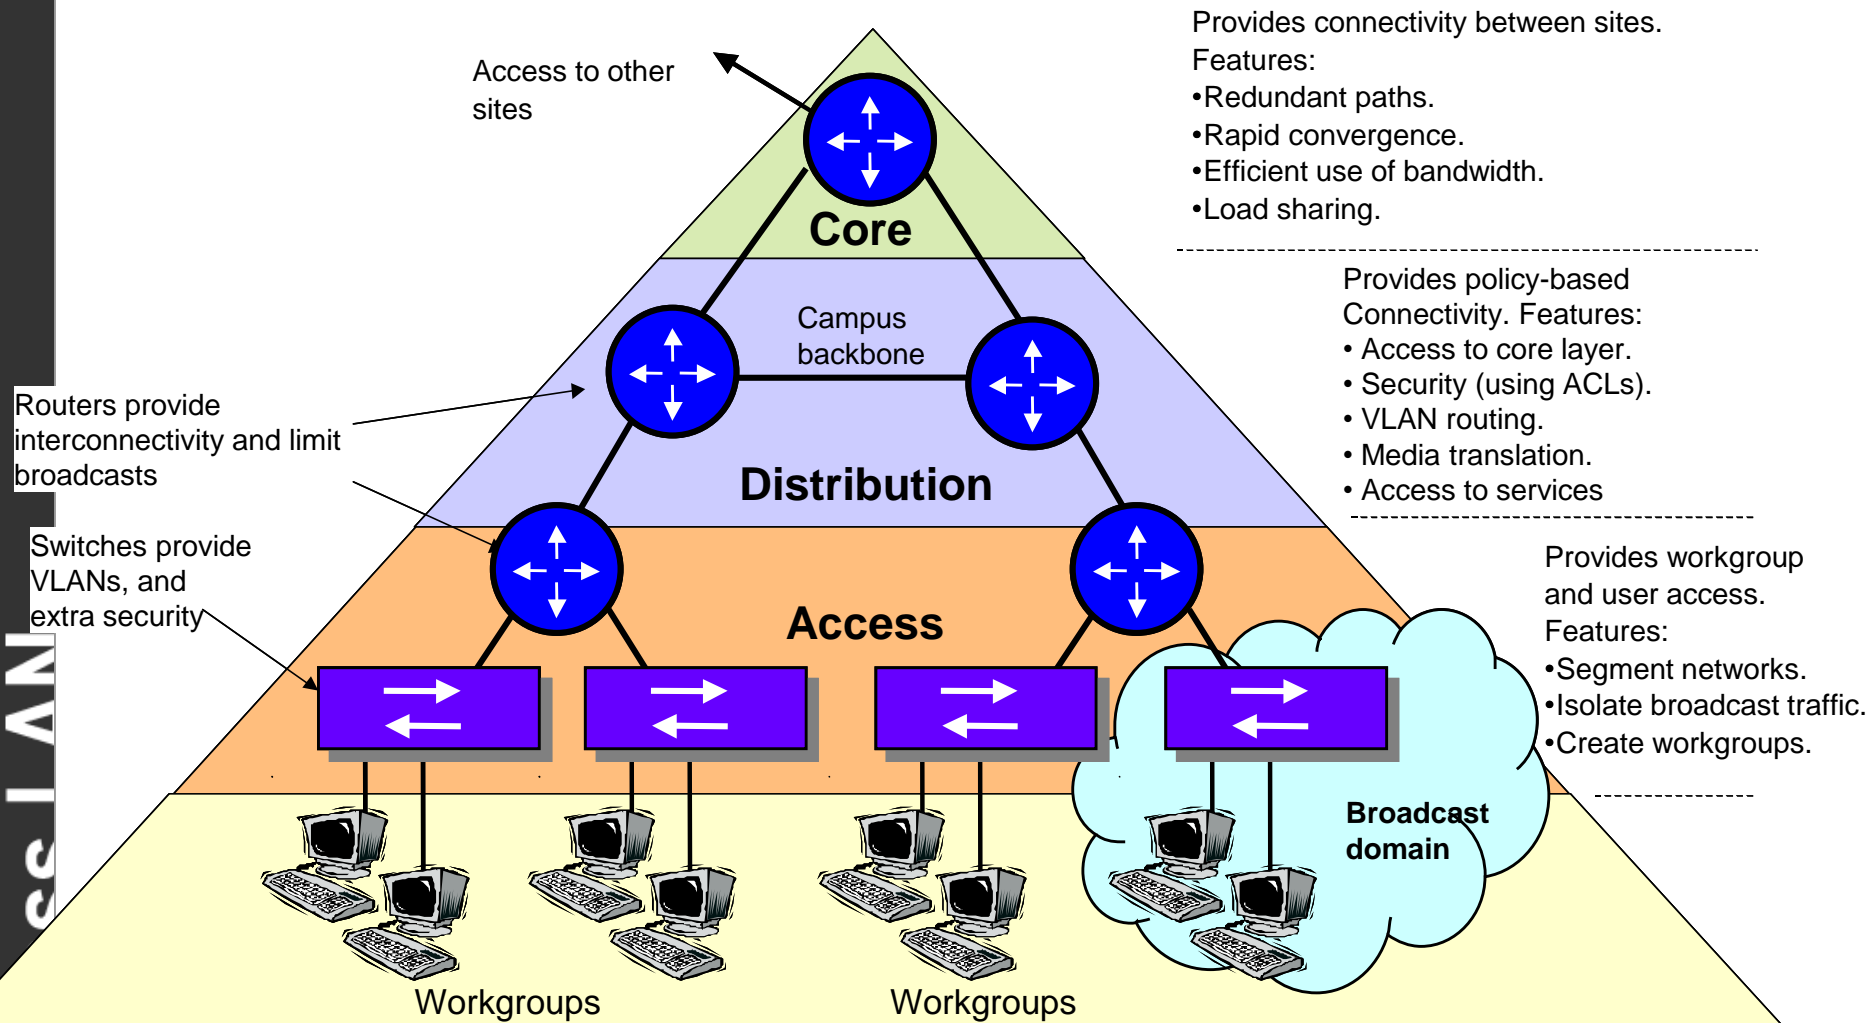 Provides connectivity between sites.
Features:
•Redundant paths.
•Rapid convergence.
•Efficient use of bandwidth.
•Load sharing.
Access to other
sites
Core
Provides policy-based
Connectivity. Features:
• Access to core layer.
• Security (using ACLs).
• VLAN routing.
• Media translation.
• Access to services
Campus
backbone
Routers provide
interconnectivity and limit
broadcasts
Distribution
Switches provide
VLANs, and
extra security
Provides workgroup
and user access.
Features:
•Segment networks.
•Isolate broadcast traffic.
•Create workgroups.
Access
Broadcast
domain
Workgroups
Workgroups